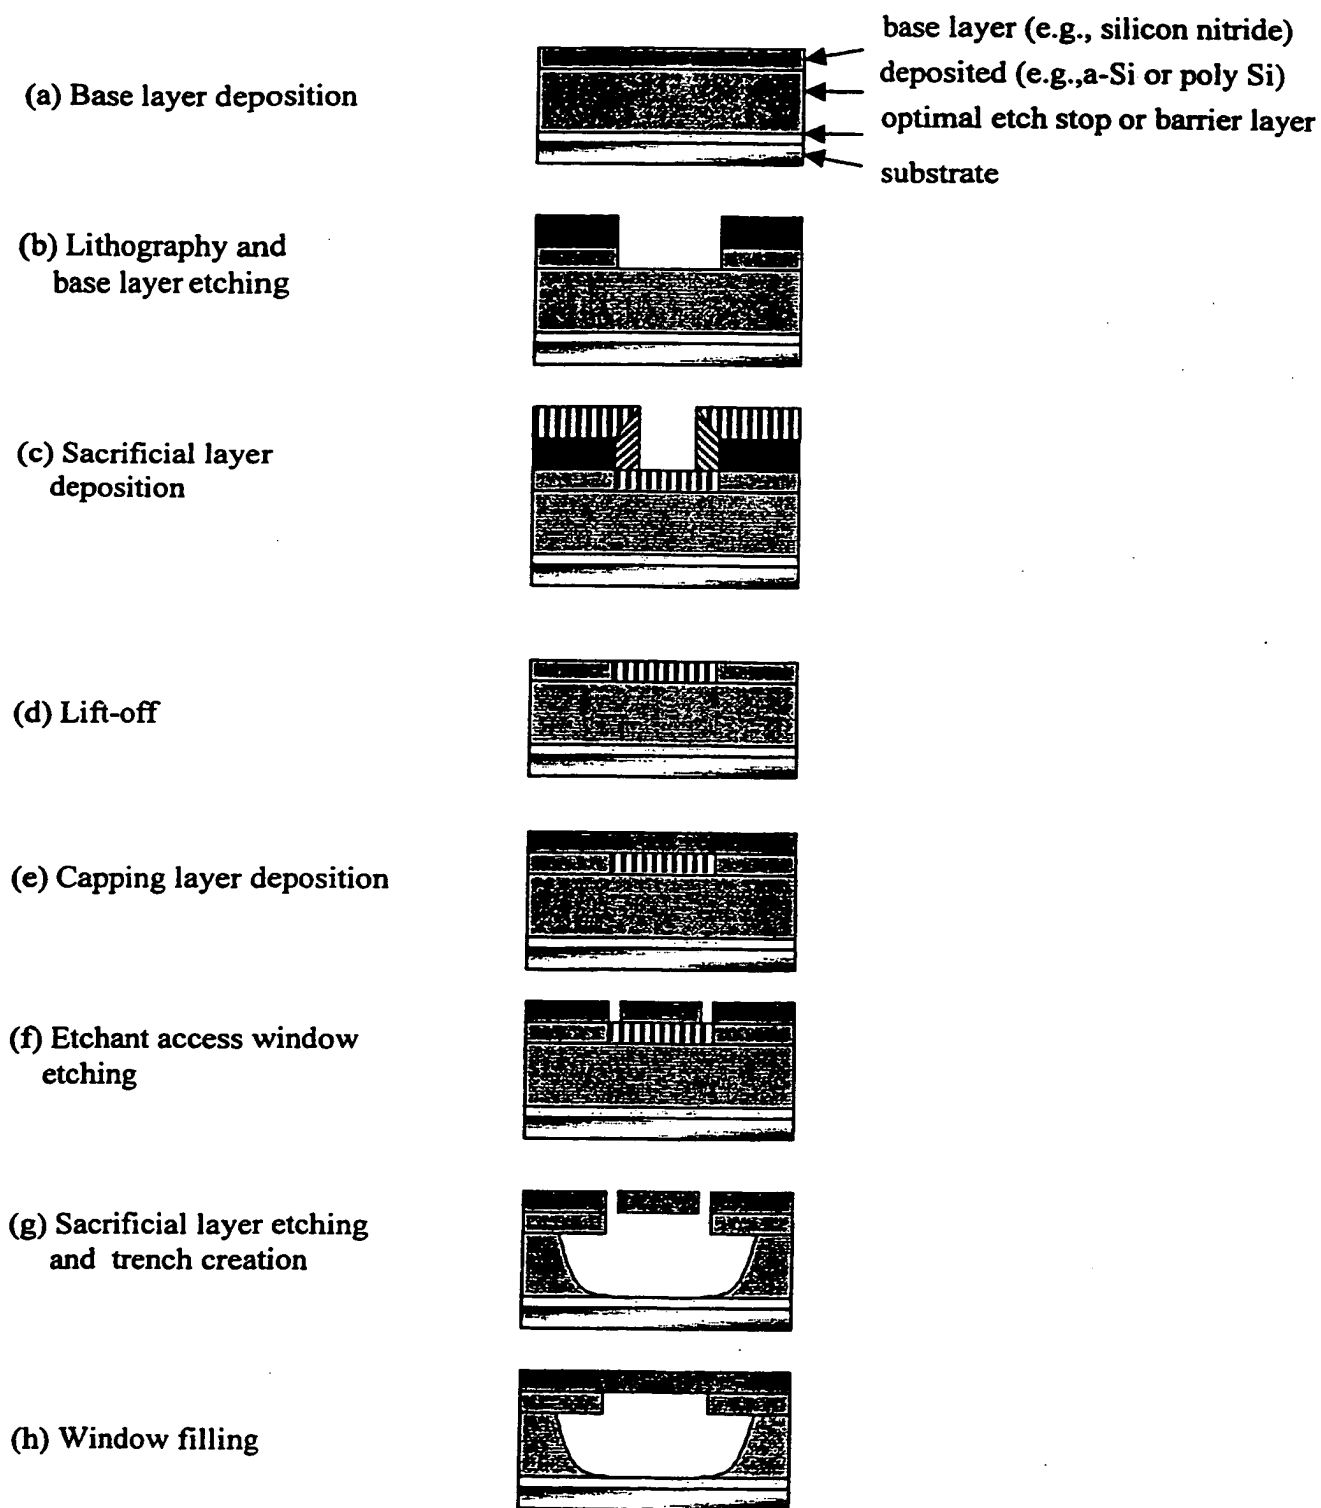 base layer (e.g., silicon nitride)
(a) Base layer deposition
deposited (e.g.,a-Si or poly Si)
optimal etch stop or barrier layer
substrate
(b) Lithography and
base layer etching
(c) Sacrificial layer
deposition
(d) Lift-off
(e) Capping layer deposition
(f) Etchant access window
etching
(g) Sacrificial layer etching
and trench creation
(h) Window filling